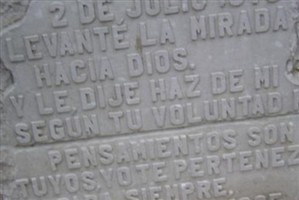 2 DE JULIO
LEVANTÉ LA MIRADA
HACIA DIOS.
Y LE DIJE HAZ DE MI
SEGÚN TU VOLUNTAD
PENSAMIENTOS SON
TUYOS, YO TE PERTENEZ
SIEMPRE.